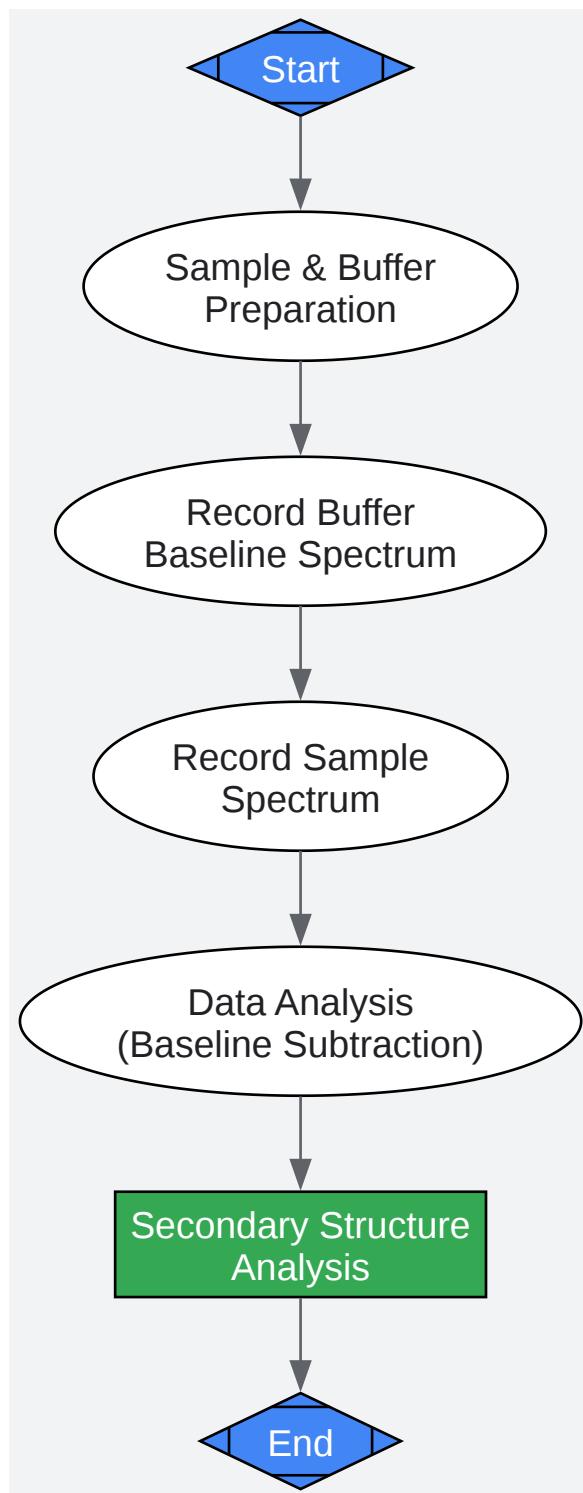 Start
Sample & Buffer
Preparation
Record Buffer
Baseline Spectrum
Record Sample
Spectrum
Data Analysis
(Baseline Subtraction)
Secondary Structure
Analysis
End